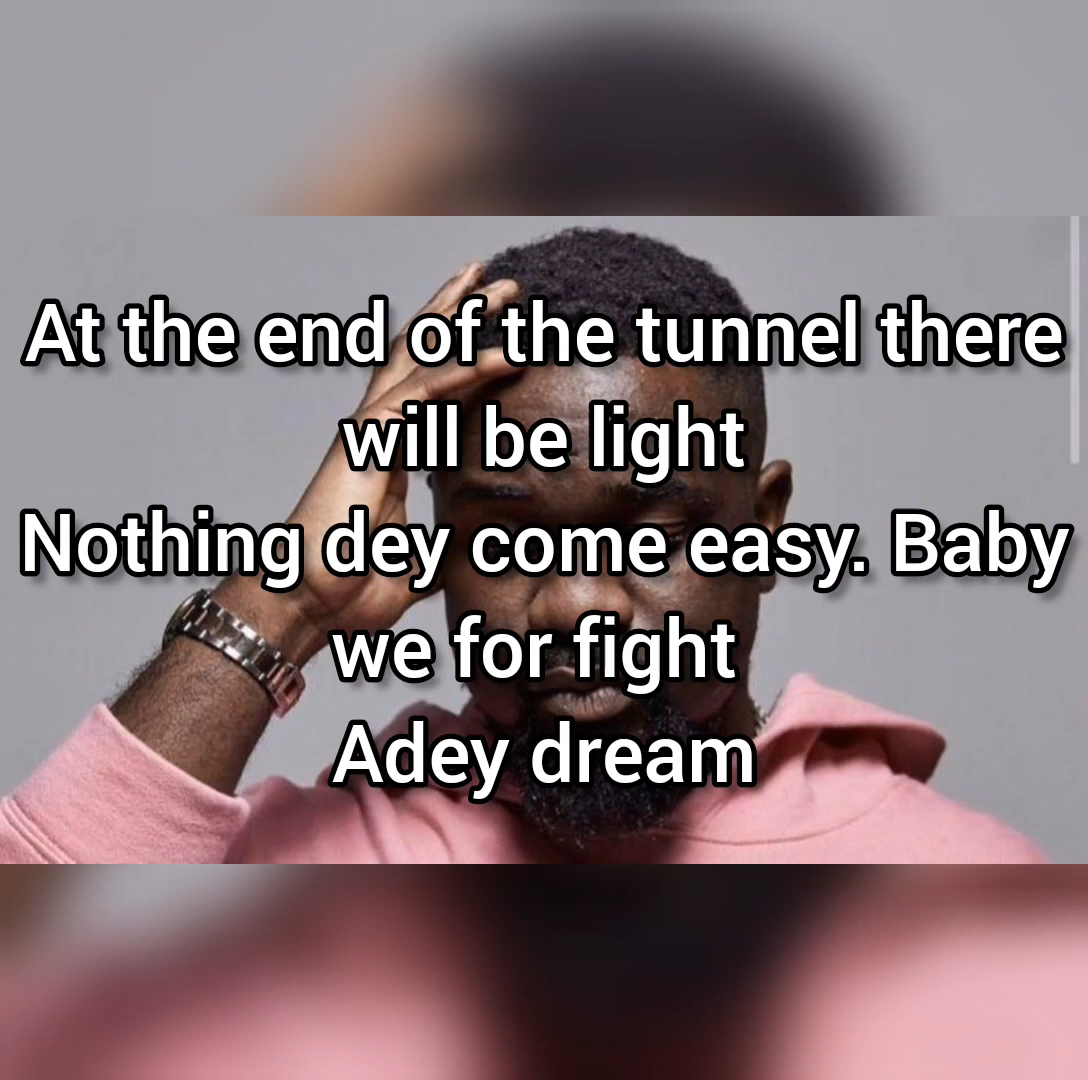 At the end of the tunnel there
will be light
Nothing dey come easy. Baby
we for fight
Adey dream